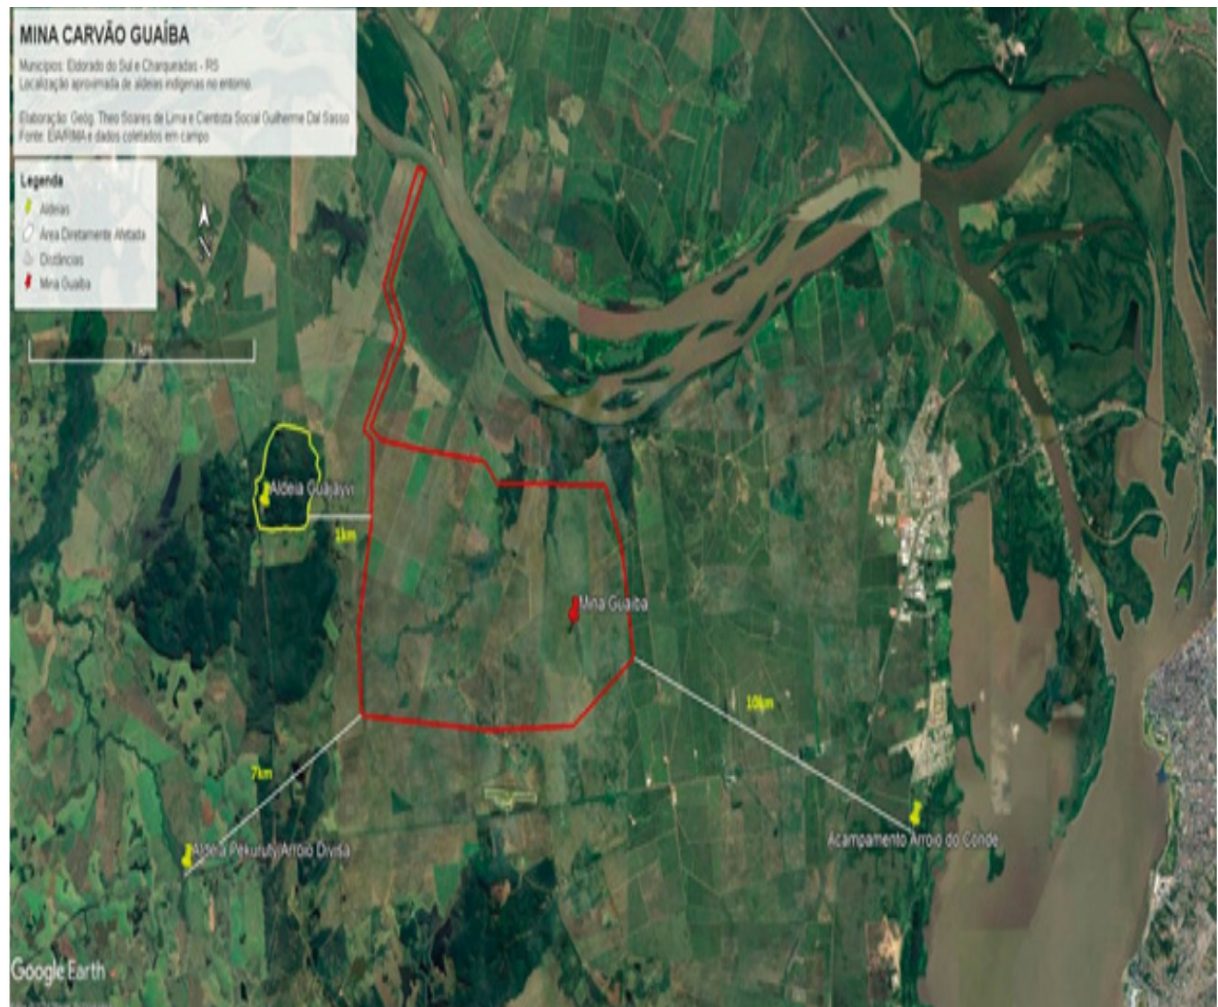 MINA CARVÃO GUAÍBA
Municípios: Eldorado do Sul e Charqueadas - RS
Localização aproximada de aldeias indígenas no entorno
Elaboração: Geóg. Theo Soares de Lima e Cientista Social Guilherme Dal Sasso
Fonte: EIA/RIMA e dados coletados em campo
Legenda
Aldeias
Área Diretamente Afetada
Distâncias
Mina Guaíba
7 km
Aldeia Guajayvi
1km
Mina Guaíba
10km
7km
Aldeia Pekuruty Arroio Divisa
Acampamento Arroio do Conde
Google Earth